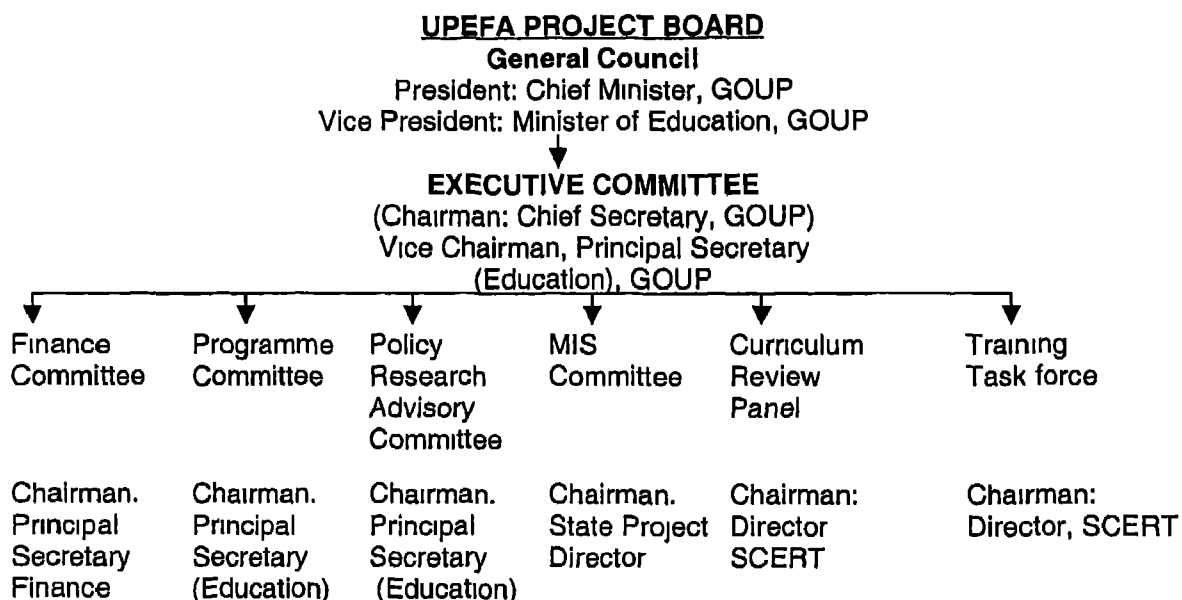 UPEFA PROJECT BOARD
General Council
President: Chief Minister, GOUP
Vice President: Minister of Education, GOUP
EXECUTIVE COMMITTEE
(Chairman: Chief Secretary, GOUP)
Vice Chairman, Principal Secretary
(Education), GOUP
Finance
Committee
Programme
Committee
Policy
Research
Advisory
Committee
MIS
Committee
Curriculum
Review
Panel
Training
Task force
Chairman.
Principal
Secretary
Finance
Chairman.
Principal
Secretary
(Education)
Chairman.
Principal
Secretary
(Education)
Chairman.
State Project
Director
Chairman:
Director
SCERT
Chairman:
Director, SCERT